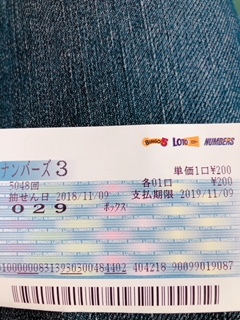 BINGO5 LOTO NUMBERS
ナンバーズ3 単価1口¥200
5048回 各01口 ¥200
抽せん日 2018/11/09 支払期限 2019/11/09
029 ボックス
01000008313930300484402 404218 90099019087